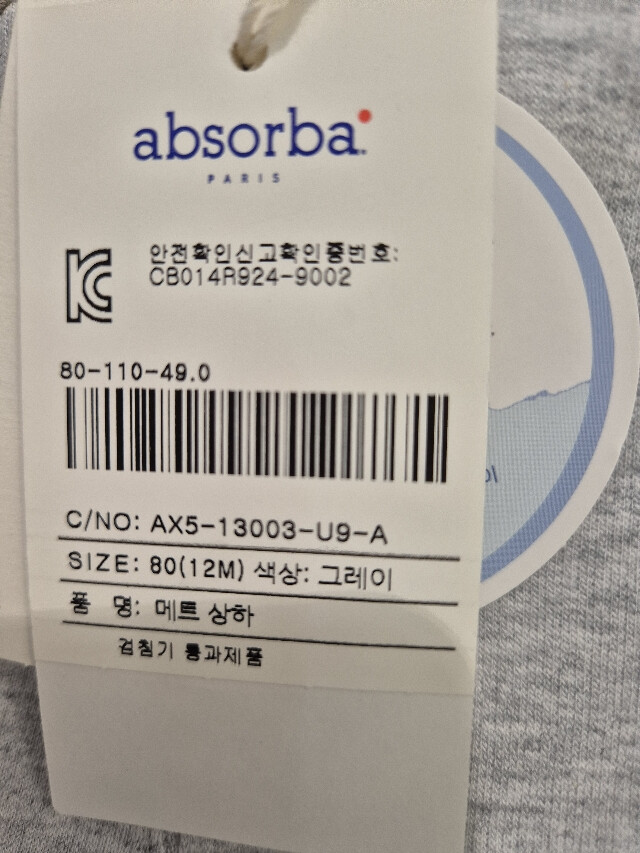 absorba.
PARIS
안전확인신고확인증번호:
CB014R924-9002
80-110-49.0
C/NO: AX5-13003-U9-A
SIZE: 80(12M) 색상: 그레이
품 명: 메트 상하
검침기 통과제품
이